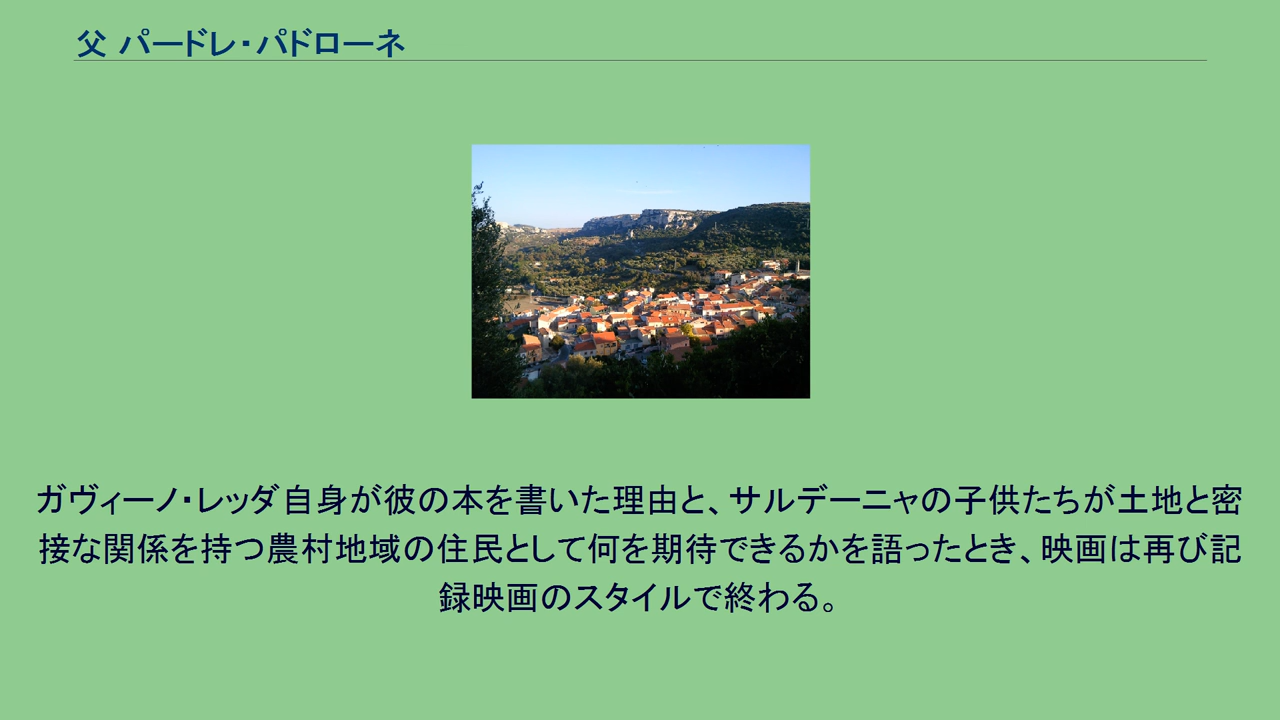 父 パードレ・パドローネ
ガヴィーノ・レッダ自身が彼の本を書いた理由と、サルデーニャの子供たちが土地と密
接な関係を持つ農村地域の住民として何を期待できるかを語ったとき、映画は再び記
録映画のスタイルで終わる。